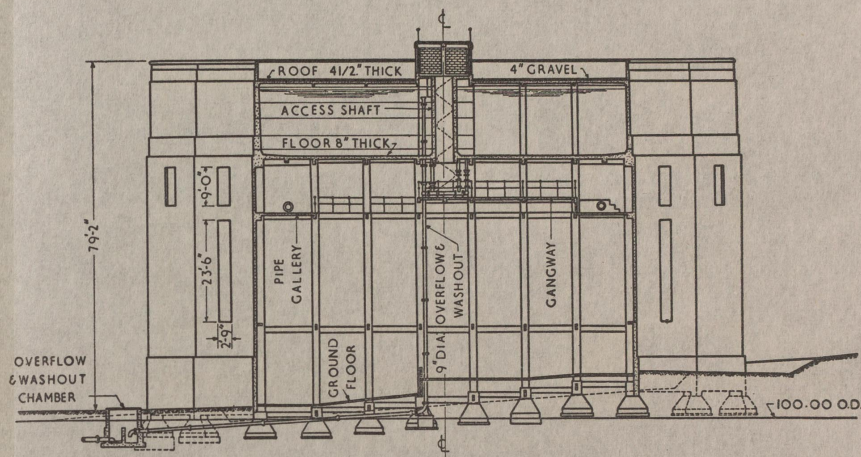 ℄
ROOF 4 1/2." THICK
4" GRAVEL
ACCESS SHAFT
FLOOR 8" THICK
79'-2"
9'-0"
23'-6"
2'-9"
PIPE
GALLERY
9" DIA. OVERFLOW &
WASHOUT
GANGWAY
GROUND
FLOOR
OVERFLOW
& WASHOUT
CHAMBER
100.00 O.D.
℄